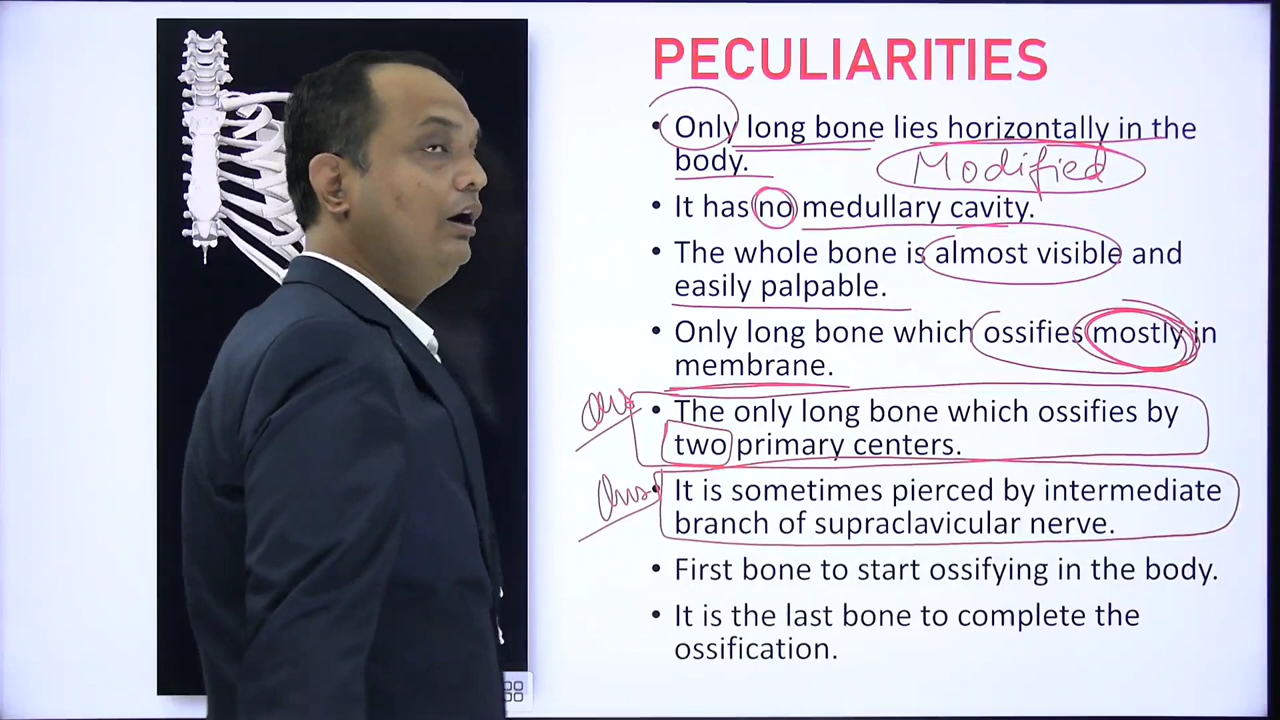 PECULIARITIES
• Only long bone lies horizontally in the
body.
Modified
• It has no medullary cavity.
• The whole bone is almost visible and
easily palpable.
• Only long bone which ossifies mostly in
membrane.
• The only long bone which ossifies by
two primary centers.
• It is sometimes pierced by intermediate
branch of supraclavicular nerve.
• First bone to start ossifying in the body.
• It is the last bone to complete the
ossification.